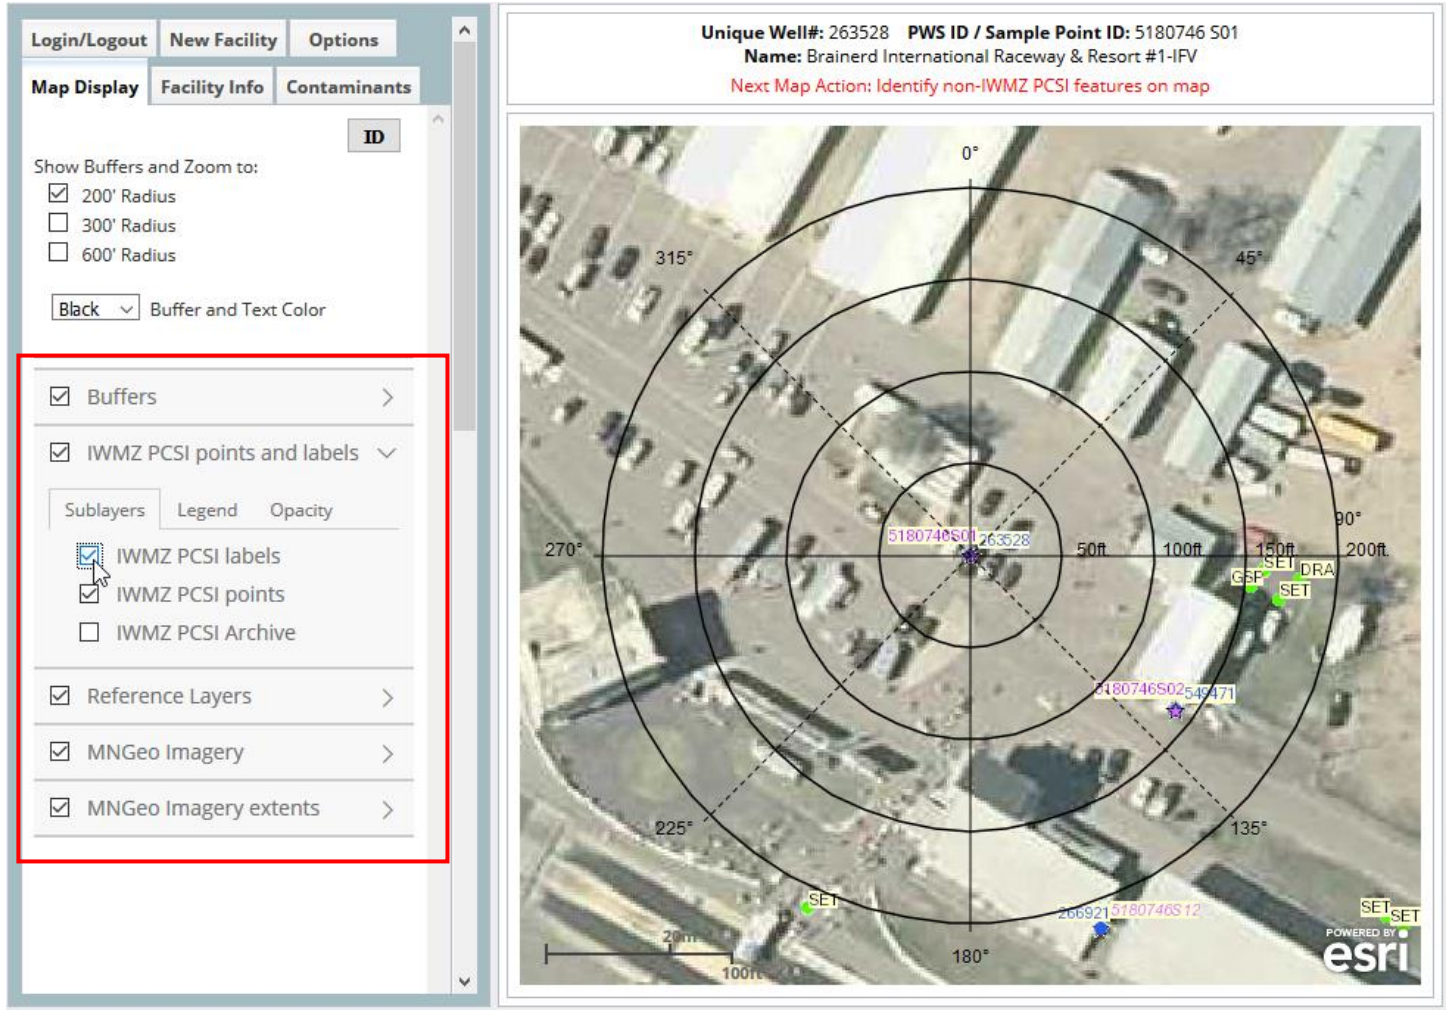 Login/Logout New Facility Options
Map Display Facility Info Contaminants
ID
Show Buffers and Zoom to:
200' Radius
300' Radius
600' Radius
Black Buffer and Text Color
Buffers
IWMZ PCSI points and labels
Sublayers Legend Opacity
IWMZ PCSI labels
IWMZ PCSI points
IWMZ PCSI Archive
Reference Layers
MNGeo Imagery
MNGeo Imagery extents
Unique Well#: 263528 PWS ID / Sample Point ID: 5180746 S01
Name: Brainerd International Raceway & Resort #1-IFV
Next Map Action: Identify non-IWMZ PCSI features on map
0°
315° 45°
90°
5180746S01 263528
270° 50ft. 100ft. 150ft. 200ft.
SET DRA
GSP SET
5180746S02 549471
225° 135°
SET
266921 5180746S12
SET SET
20m
100ft
180°
POWERED BY
esri